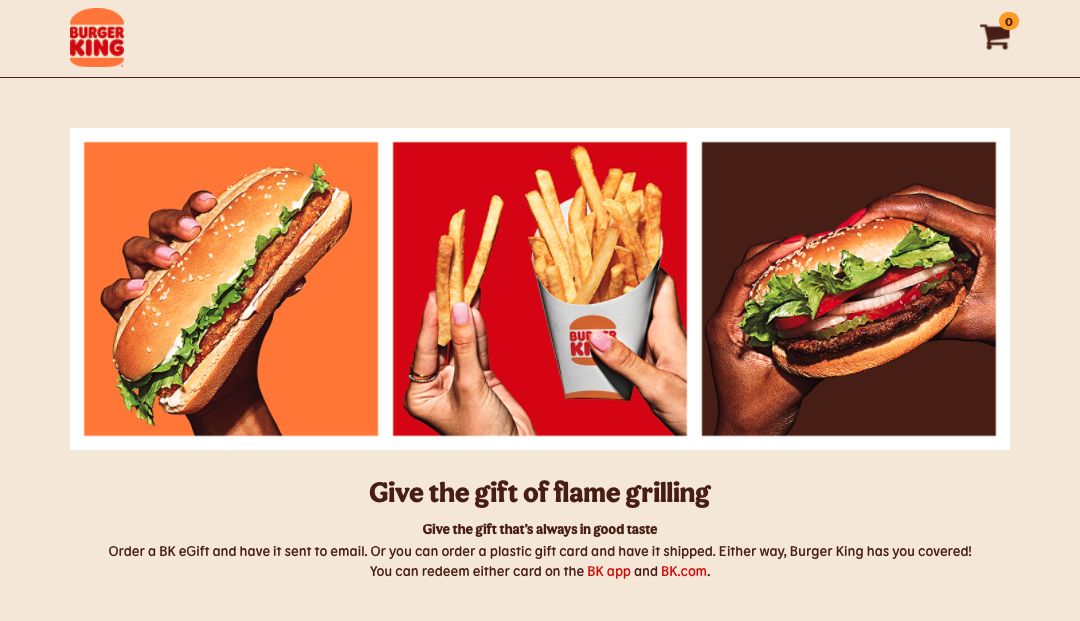 BURGER
KING
0
BURGER
KING
Give the gift of flame grilling
Give the gift that's always in good taste
Order a BK eGift and have it sent to email. Or you can order a plastic gift card and have it shipped. Either way, Burger King has you covered!
You can redeem either card on the BK app and BK.com.